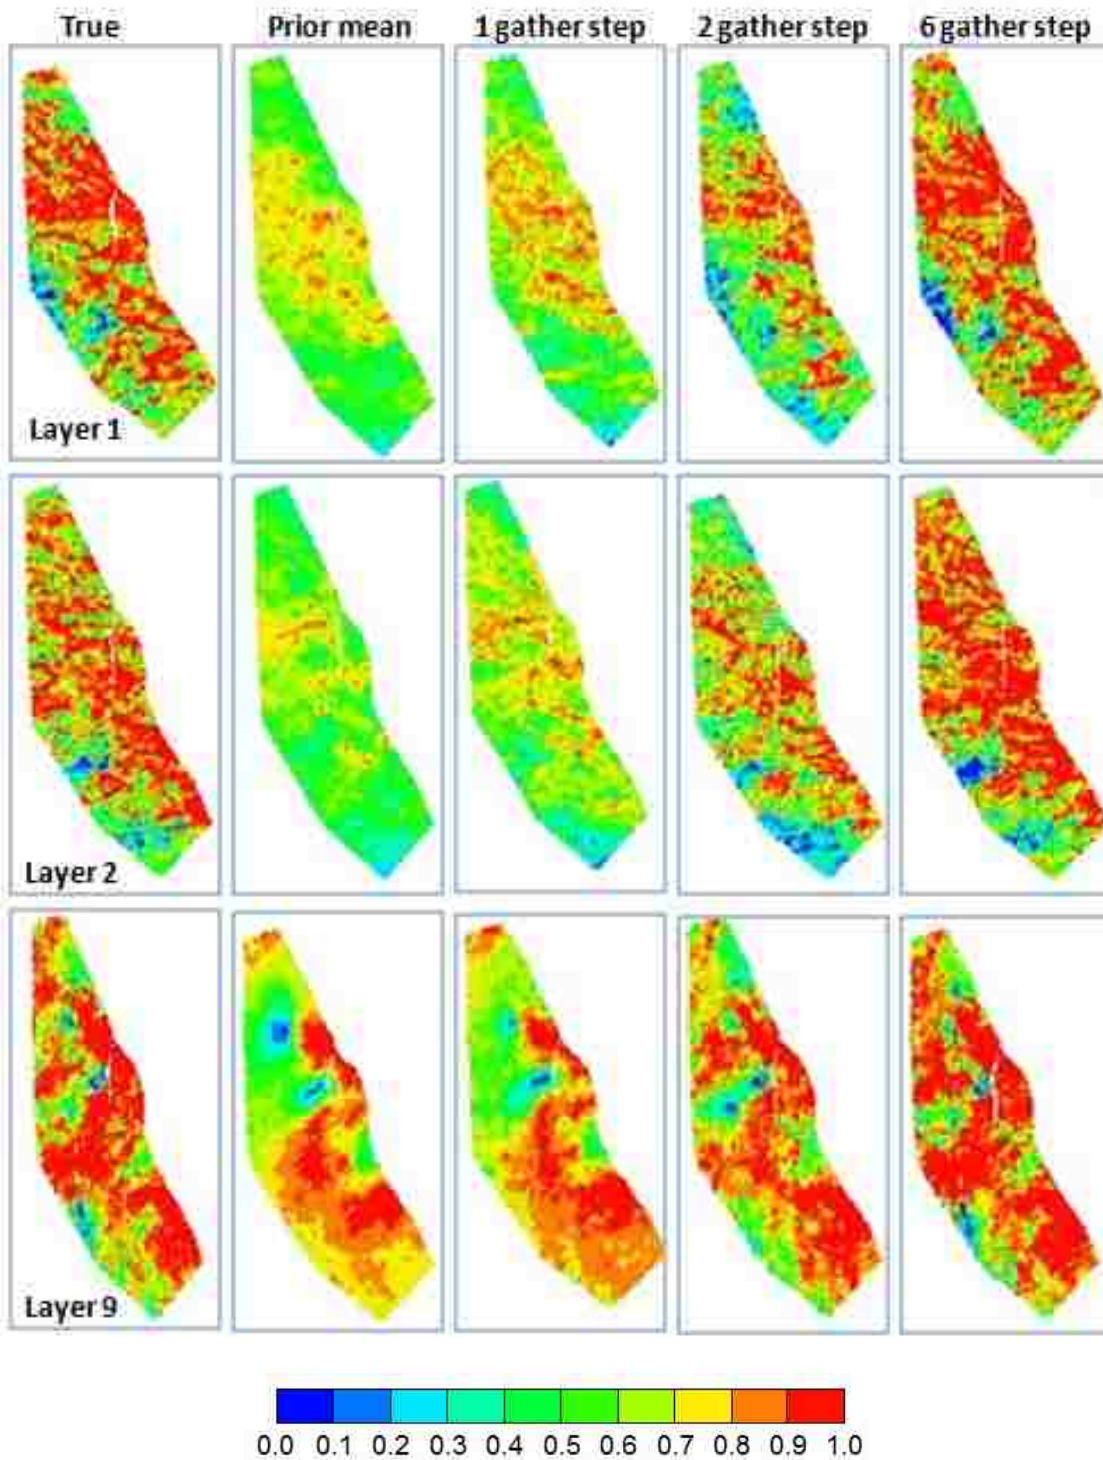 True Prior mean 1 gather step 2 gather step 6 gather step
Layer 1
Layer 2
Layer 9
0.0 0.1 0.2 0.3 0.4 0.5 0.6 0.7 0.8 0.9 1.0